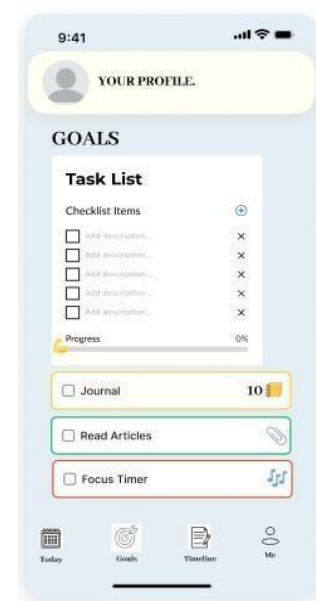 9:41
YOUR PROFILE.
GOALS
Task List
Checklist Items
Add description...
Add description...
Add description...
Add description...
Add description...
Progress 0%
Journal 10
Read Articles
Focus Timer
Today Goals Timeline Me